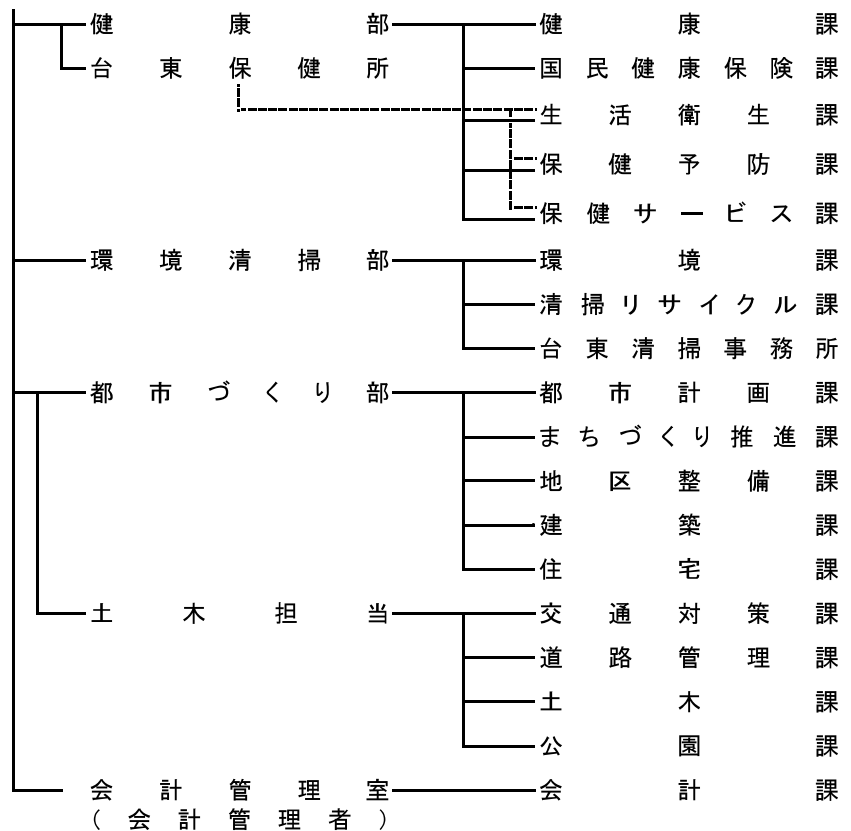 健康部 健康課
台東保健所 国民健康保険課
生活衛生課
保健予防課
保健サービス課
環境清掃部 環境課
清掃リサイクル課
台東清掃事務所
都市づくり部 都市計画課
まちづくり推進課
地区整備課
建築課
住宅課
土木担当 交通対策課
道路管理課
土木課
公園課
会計管理室 会計課
（会計管理者）